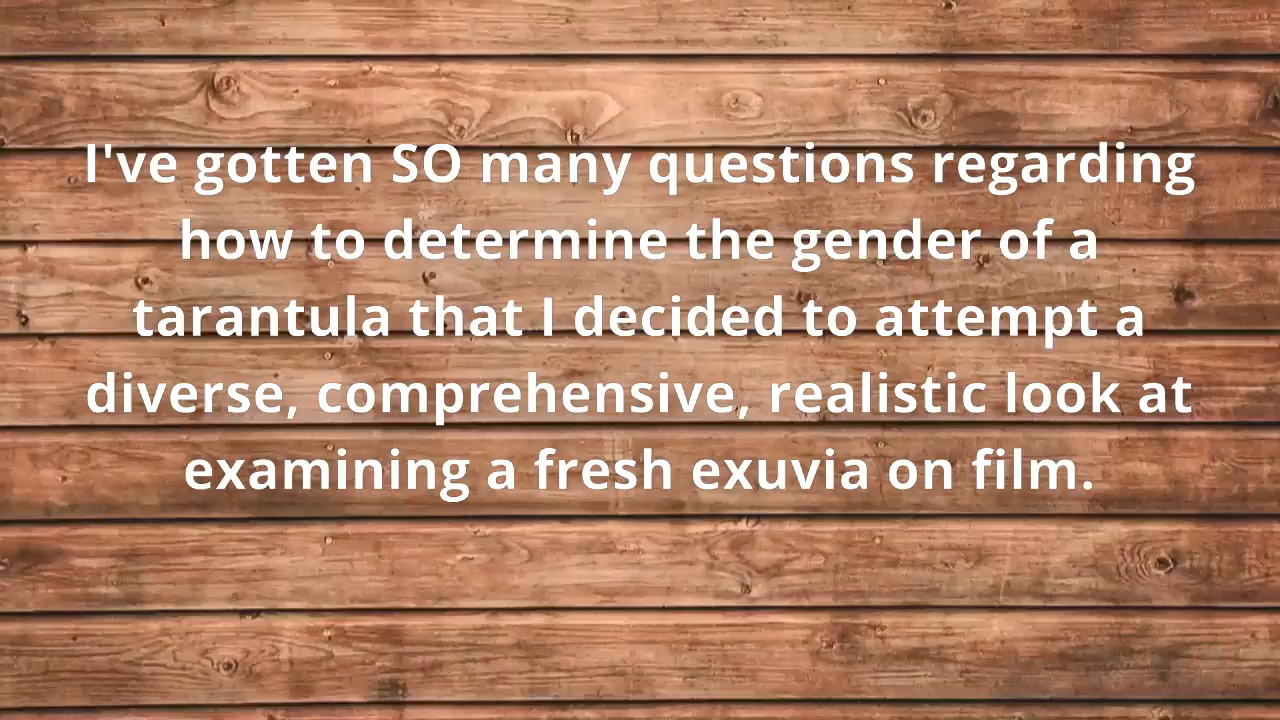 I've gotten SO many questions regarding
how to determine the gender of a
tarantula that I decided to attempt a
diverse, comprehensive, realistic look at
examining a fresh exuvia on film.